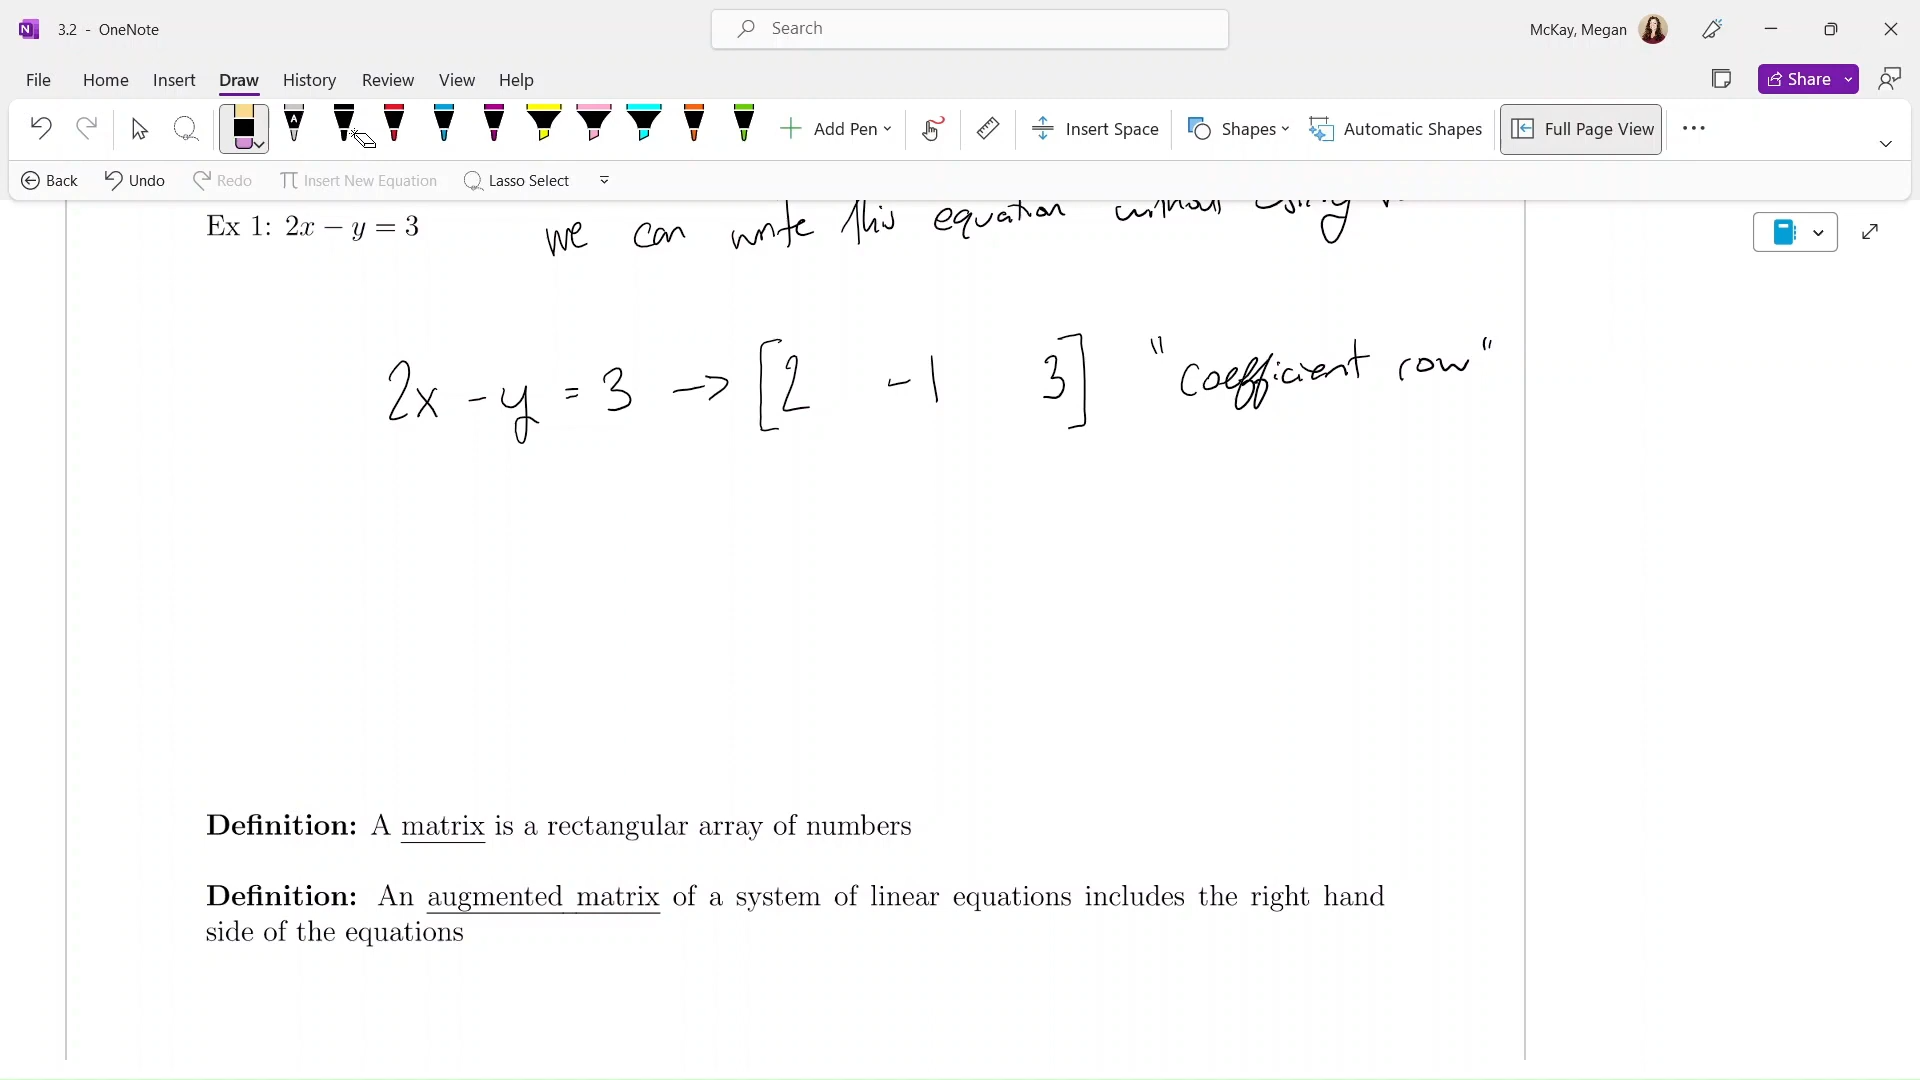 3.2 - OneNote
Search
McKay, Megan
File Home Insert Draw History Review View Help
Share
A
Add Pen
Insert Space
Shapes
Automatic Shapes
Full Page View
Back
Undo
Redo
Insert New Equation
Lasso Select
Ex 1: 2x − y = 3
we can write this equation without using
2x - y = 3 → [2 -1 3] "coefficient row"
Definition: A matrix is a rectangular array of numbers
Definition: An augmented matrix of a system of linear equations includes the right hand
side of the equations